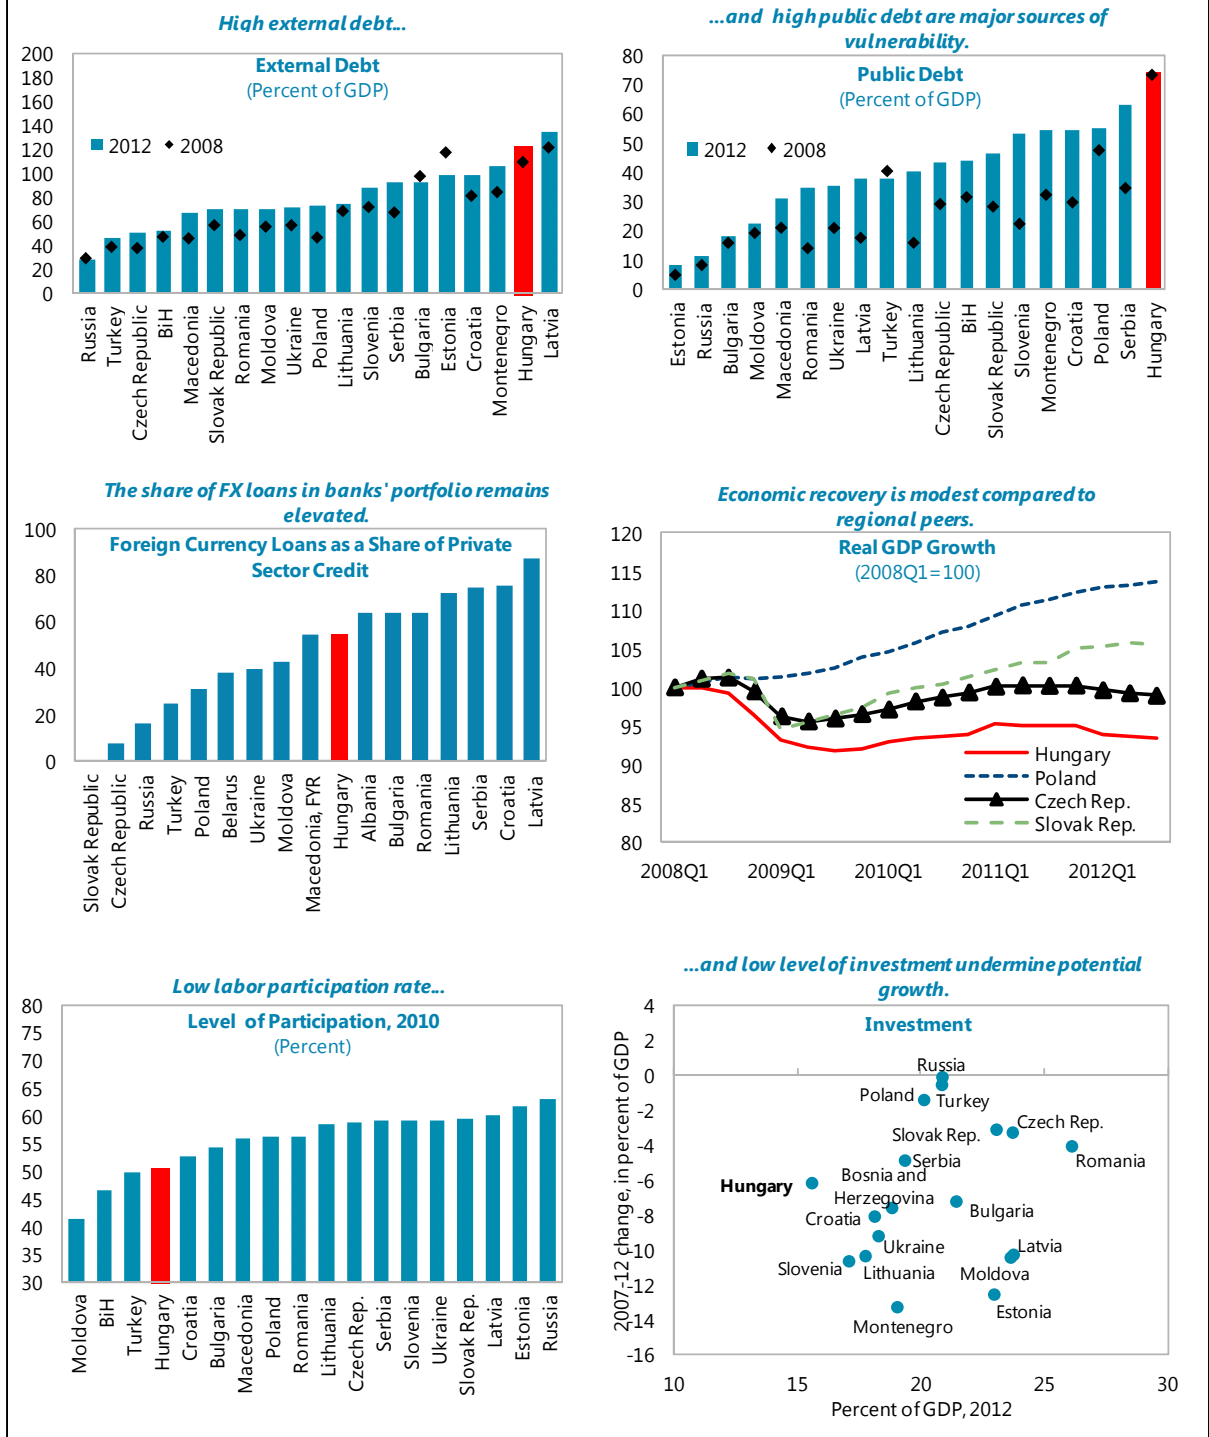 High external debt...
200
180
160
140
120
100
80
60
40
20
0
External Debt
(Percent of GDP)
2012
2008
Russia
Turkey
Czech Republic
BiH
Macedonia
Slovak Republic
Romania
Moldova
Ukraine
Poland
Lithuania
Slovenia
Serbia
Bulgaria
Estonia
Croatia
Montenegro
Hungary
Latvia
...and high public debt are major sources of
vulnerability.
80
70
60
50
40
30
20
10
0
Public Debt
(Percent of GDP)
2012
2008
Estonia
Russia
Bulgaria
Moldova
Macedonia
Romania
Ukraine
Latvia
Turkey
Lithuania
Czech Republic
BiH
Slovak Republic
Slovenia
Montenegro
Croatia
Poland
Serbia
Hungary
The share of FX loans in banks' portfolio remains
elevated.
100
80
60
40
20
0
Foreign Currency Loans as a Share of Private
Sector Credit
Slovak Republic
Czech Republic
Russia
Turkey
Poland
Belarus
Ukraine
Moldova
Macedonia, FYR
Hungary
Albania
Bulgaria
Romania
Lithuania
Serbia
Croatia
Latvia
Economic recovery is modest compared to
regional peers.
120
115
110
105
100
95
90
85
80
Real GDP Growth
(2008Q1=100)
Hungary
Poland
Czech Rep.
Slovak Rep.
2008Q1
2009Q1
2010Q1
2011Q1
2012Q1
Low labor participation rate...
80
75
70
65
60
55
50
45
40
35
30
Level of Participation, 2010
(Percent)
Moldova
BiH
Turkey
Hungary
Croatia
Bulgaria
Macedonia
Poland
Romania
Lithuania
Czech Rep.
Serbia
Slovenia
Ukraine
Slovak Rep.
Latvia
Estonia
Russia
...and low level of investment undermine potential
growth.
2007-12 change, in percent of GDP
4
2
0
-2
-4
-6
-8
-10
-12
-14
-16
Investment
Russia
Poland
Turkey
Czech Rep.
Slovak Rep.
Serbia
Romania
Bosnia and
Hungary
Herzegovina
Croatia
Bulgaria
Ukraine
Latvia
Slovenia
Lithuania
Moldova
Estonia
Montenegro
10
15
20
25
30
Percent of GDP, 2012